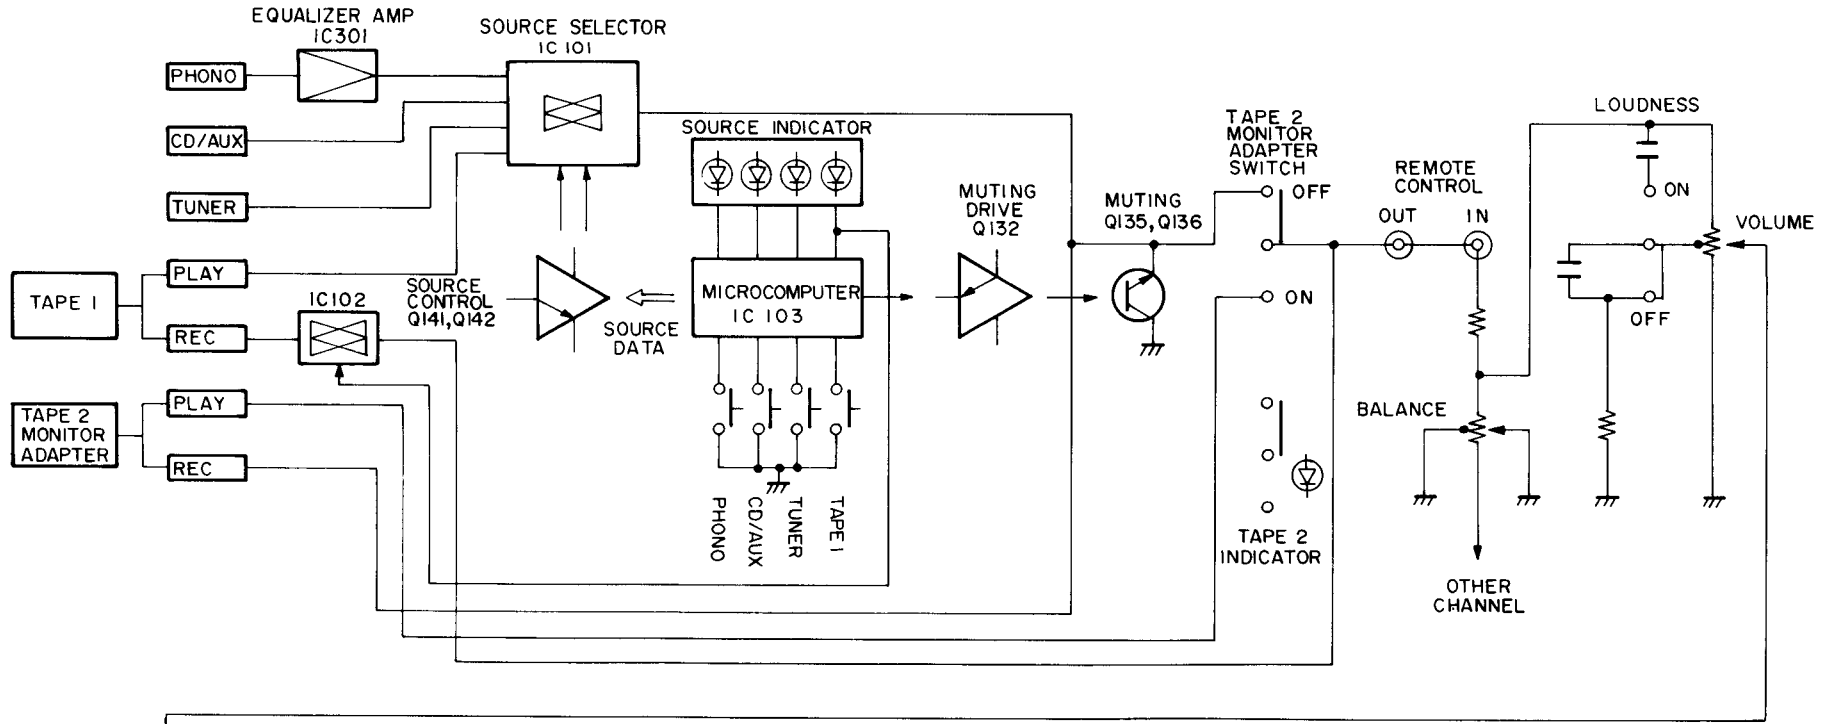 EQUALIZER AMP
IC301
SOURCE SELECTOR
IC101
PHONO
CD/AUX
TUNER
TAPE 1
PLAY
REC
IC102
TAPE 2
MONITOR
ADAPTER
PLAY
REC
SOURCE
CONTROL
Q141,Q142
SOURCE INDICATOR
SOURCE
DATA
MICROCOMPUTER
IC 103
PHONO
CD/AUX
TUNER
TAPE 1
MUTING
DRIVE
Q132
MUTING
Q135,Q136
TAPE 2
MONITOR
ADAPTER
SWITCH
OFF
ON
TAPE 2
INDICATOR
REMOTE
CONTROL
OUT
IN
BALANCE
OTHER
CHANNEL
LOUDNESS
ON
OFF
VOLUME